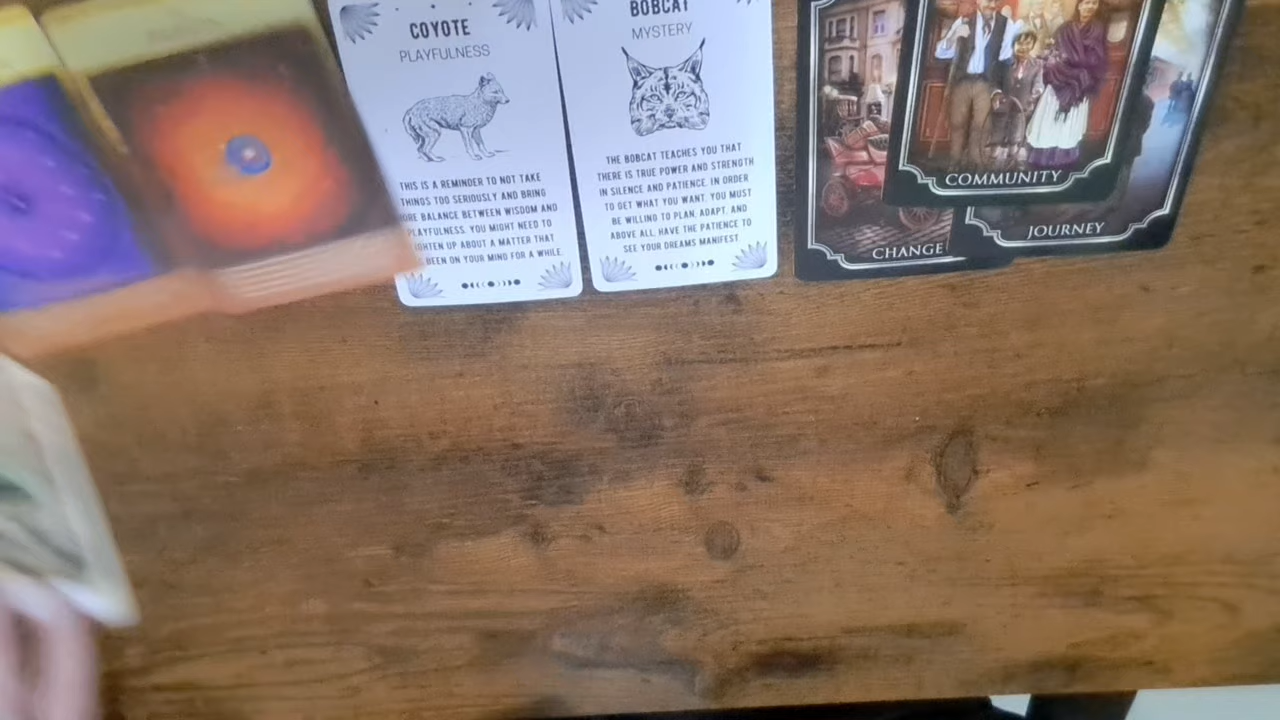 COYOTE
PLAYFULNESS
THIS IS A REMINDER TO NOT TAKE
THINGS TOO SERIOUSLY AND BRING
BALANCE BETWEEN WISDOM AND
PLAYFULNESS. YOU MIGHT NEED TO
UP ABOUT A MATTER THAT
BEEN ON YOUR MIND FOR A WHILE.
BOBCAT
MYSTERY
THE BOBCAT TEACHES YOU THAT
THERE IS TRUE POWER AND STRENGTH
IN SILENCE AND PATIENCE. IN ORDER
TO GET WHAT YOU WANT, YOU MUST
BE WILLING TO PLAN, ADAPT, AND
ABOVE ALL, HAVE THE PATIENCE TO
SEE YOUR DREAMS MANIFEST
CHANGE
COMMUNITY
JOURNEY